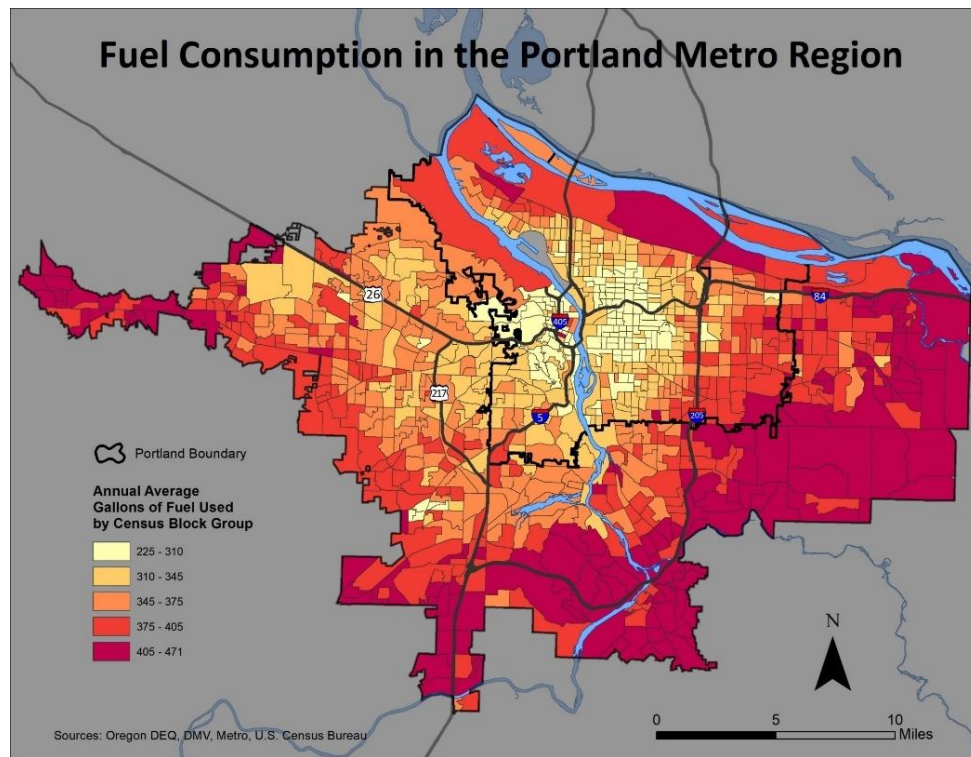 Fuel Consumption in the Portland Metro Region
26
405
84
217
5
205
Portland Boundary
Annual Average
Gallons of Fuel Used
by Census Block Group
225 - 310
310 - 345
345 - 375
375 - 405
405 - 471
N
0 5 10
Miles
Sources: Oregon DEQ, DMV, Metro, U.S. Census Bureau